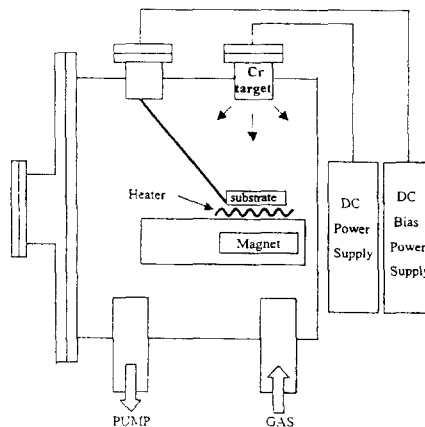 Cr
target
Heater
substrate
Magnet
DC
Power
Supply
DC
Bias
Power
Supply
PUMP
GAS